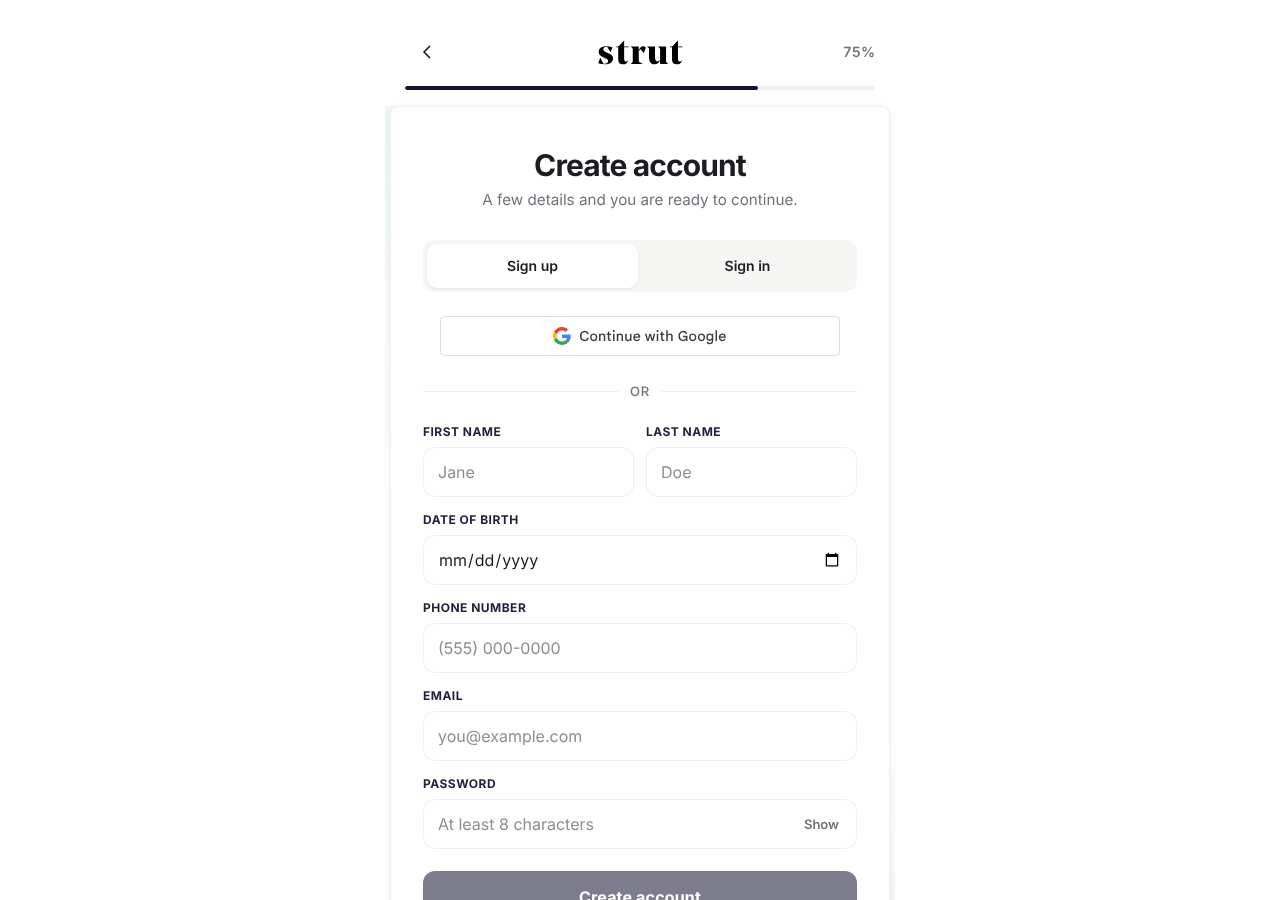 strut
75%
Create account
A few details and you are ready to continue.
Sign up
Sign in
Continue with Google
OR
FIRST NAME
LAST NAME
Jane
Doe
DATE OF BIRTH
mm/dd/yyyy
PHONE NUMBER
(555) 000-0000
EMAIL
you@example.com
PASSWORD
At least 8 characters
Show
Create account